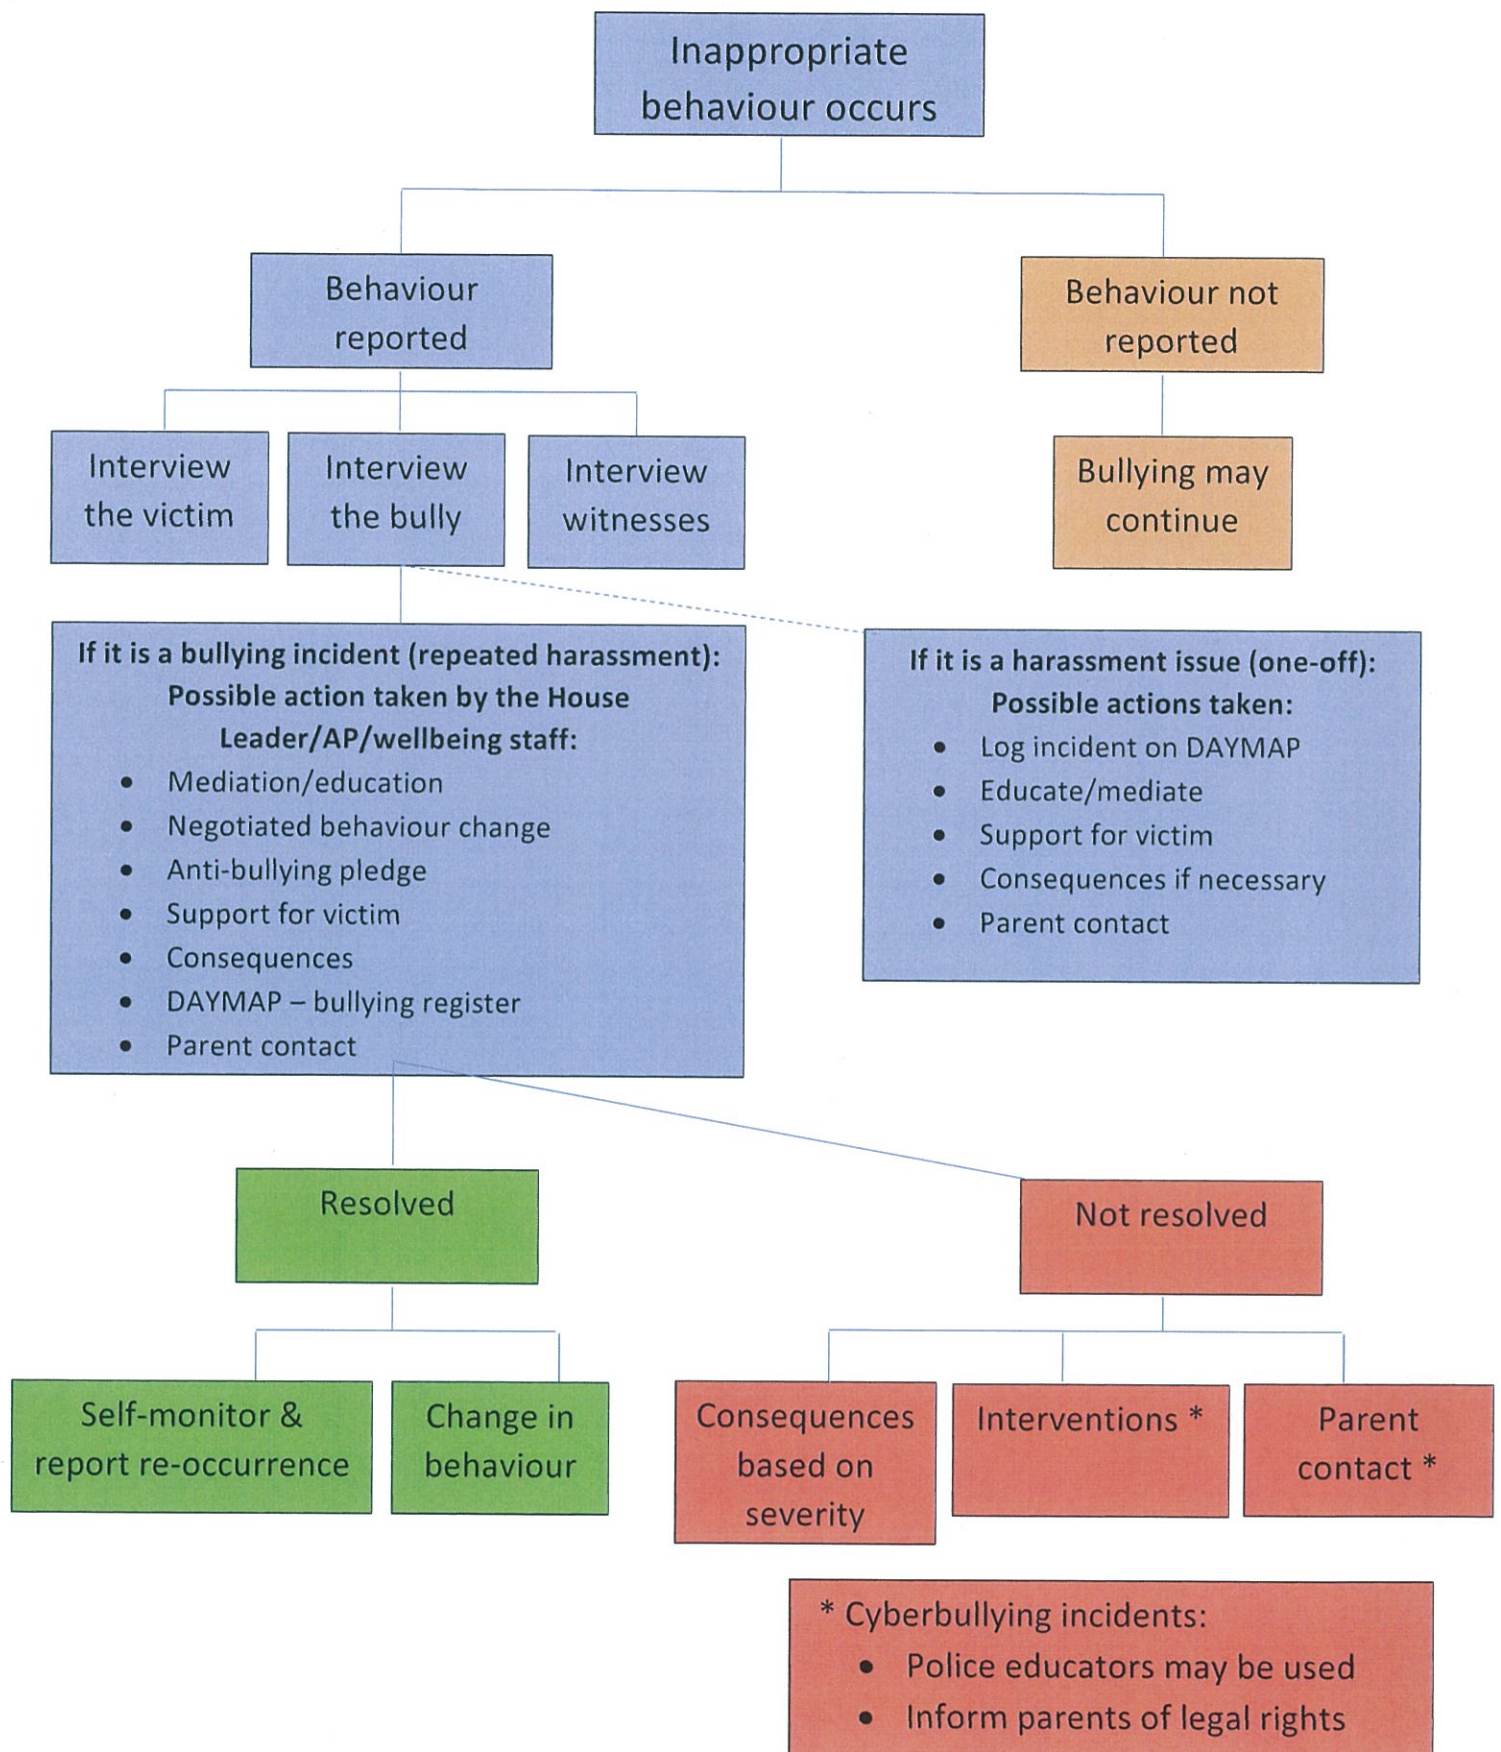 Inappropriate
behaviour occurs
Behaviour
reported
Behaviour not
reported
Interview
the victim
Interview
the bully
Interview
witnesses
Bullying may
continue
If it is a bullying incident (repeated harassment):
Possible action taken by the House
Leader/AP/wellbeing staff:
• Mediation/education
• Negotiated behaviour change
• Anti-bullying pledge
• Support for victim
• Consequences
• DAYMAP – bullying register
• Parent contact
If it is a harassment issue (one-off):
Possible actions taken:
• Log incident on DAYMAP
• Educate/mediate
• Support for victim
• Consequences if necessary
• Parent contact
Resolved
Not resolved
Self-monitor &
report re-occurrence
Change in
behaviour
Consequences
based on
severity
Interventions *
Parent
contact *
* Cyberbullying incidents:
• Police educators may be used
• Inform parents of legal rights